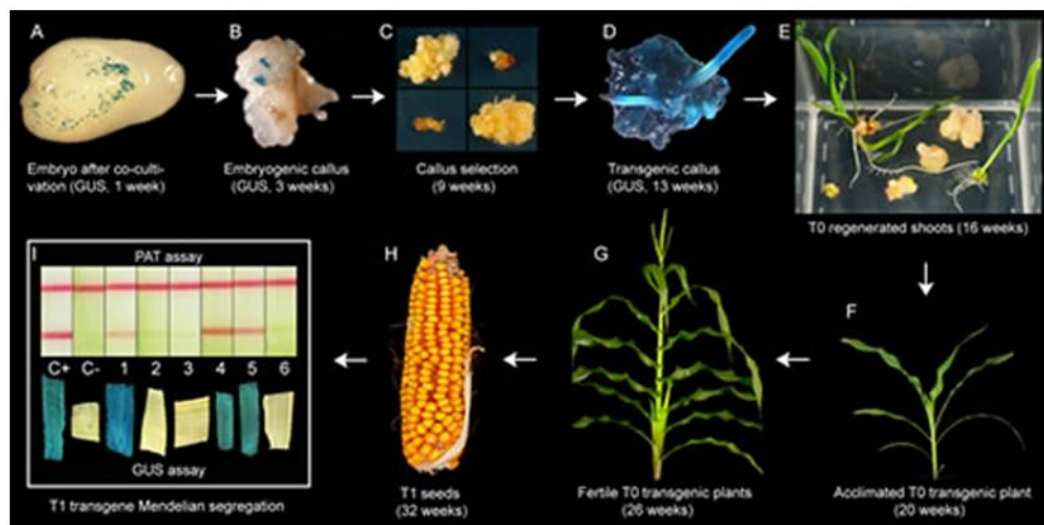 A
Embryo after co-culti-
vation (GUS, 1 week)
B
Embryogenic callus
(GUS, 3 weeks)
C
Callus selection
(9 weeks)
D
Transgenic callus
(GUS, 13 weeks)
E
T0 regenerated shoots (16 weeks)
F
Acclimated T0 transgenic plant
(20 weeks)
G
Fertile T0 transgenic plants
(26 weeks)
H
T1 seeds
(32 weeks)
I
PAT assay
C+ C- 1 2 3 4 5 6
GUS assay
T1 transgene Mendelian segregation